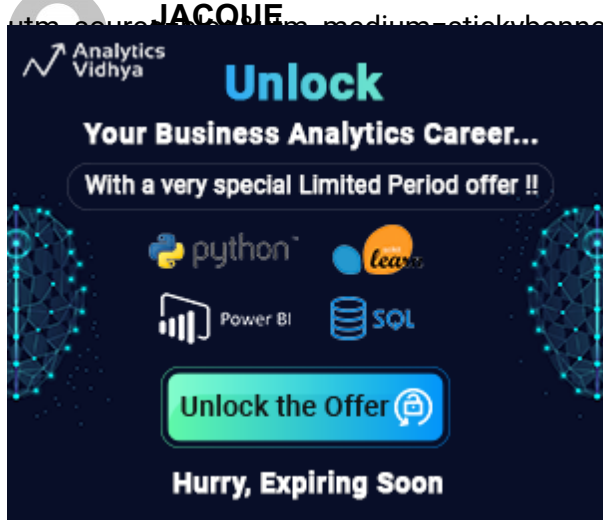 JACQUE
Analytics
Vidhya
Unlock
Your Business Analytics Career...
With a very special Limited Period offer !!
python
learn
Power BI
SQL
Unlock the Offer
Hurry, Expiring Soon